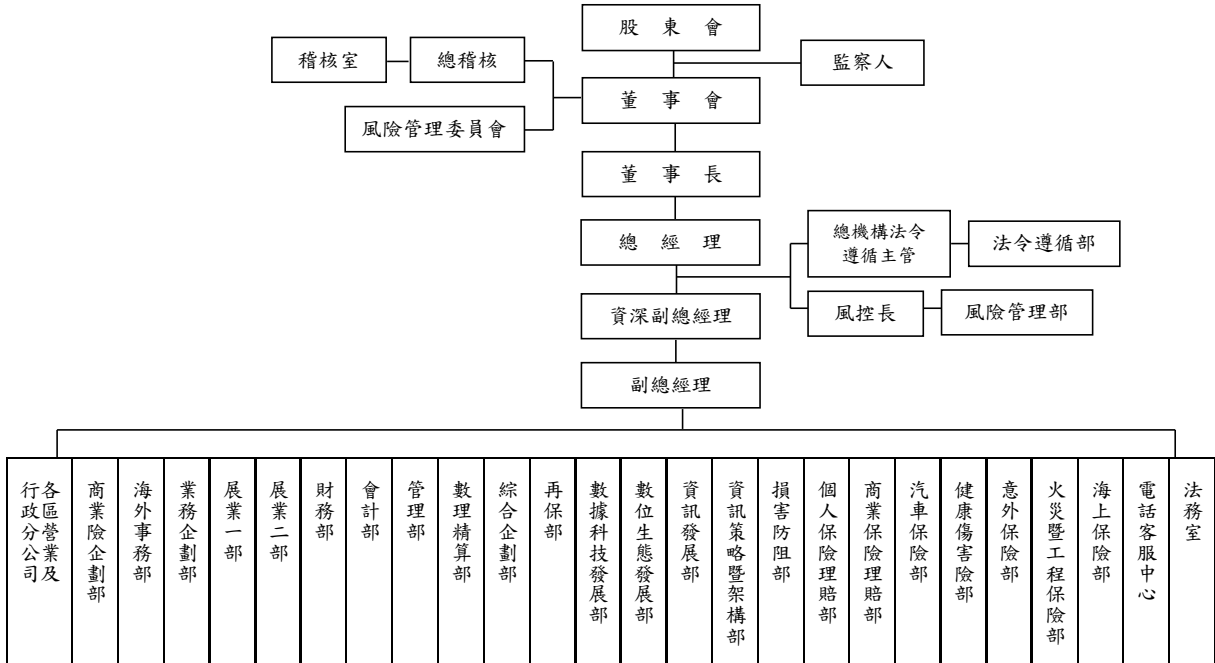 股東會
監察人
稽核室
總稽核
董事會
風險管理委員會
董事長
總經理
總機構法令
遵循主管
法令遵循部
資深副總經理
風控長
風險管理部
副總經理
各區營業及
行政分公司
商業險企劃部
海外事務部
業務企劃部
展業一部
展業二部
財務部
會計部
管理部
數理精算部
綜合企劃部
再保部
數據科技發展部
數位生態發展部
資訊發展部
資訊策略暨架構部
損害防阻部
個人保險理賠部
商業保險理賠部
汽車保險部
健康傷害險部
意外保險部
火災暨工程保險部
海上保險部
電話客服中心
法務室